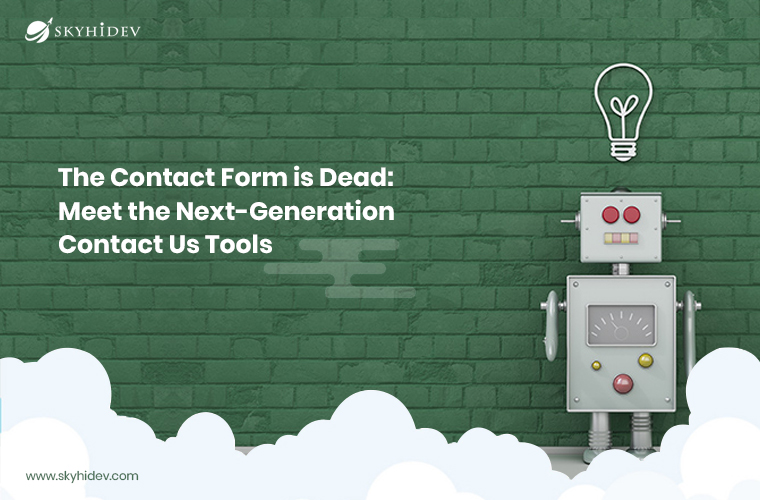 SKYHIDEV
The Contact Form is Dead:
Meet the Next-Generation
Contact Us Tools
www.skyhidev.com